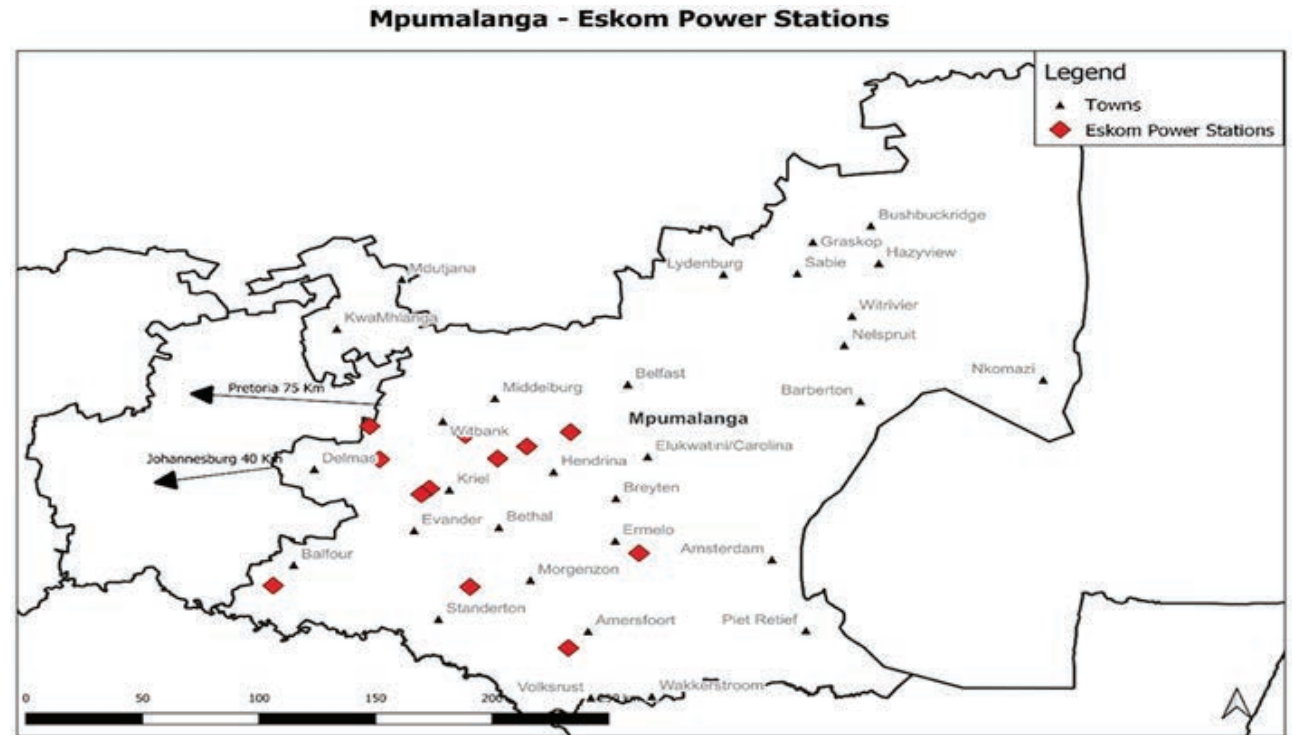 Mpumalanga - Eskom Power Stations
Legend
Towns
Eskom Power Stations
Bushbuckridge
Graskop
Hazyview
Lydenburg
Sabie
Mdutjana
Witrivier
KwaMhlanga
Nelspruit
Nkomazi
Belfast
Pretoria 75 Km
Middelburg
Barberton
Mpumalanga
Witbank
Elukwatini/Carolina
Johannesburg 40 Km
Delmas
Hendrina
Kriel
Breyten
Evander
Bethal
Ermelo
Amsterdam
Balfour
Morgenzon
Standerton
Amersfoort
Piet Retief
Volksrust
Wakkerstroom
0 50 100 150 200